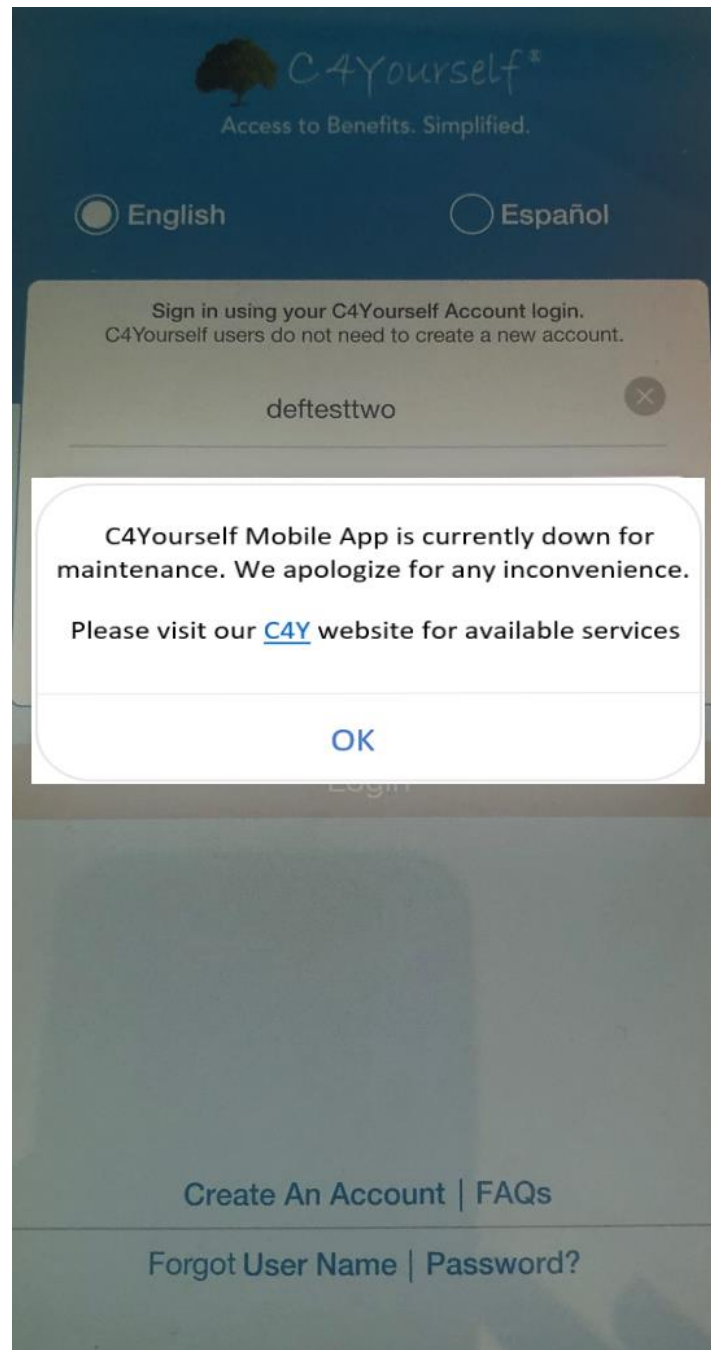 C4Yourself®
Access to Benefits. Simplified.
English
Español
Sign in using your C4Yourself Account login.
C4Yourself users do not need to create a new account.
deftesttwo
C4Yourself Mobile App is currently down for
maintenance. We apologize for any inconvenience.
Please visit our C4Y website for available services
OK
Login
Create An Account | FAQs
Forgot User Name | Password?